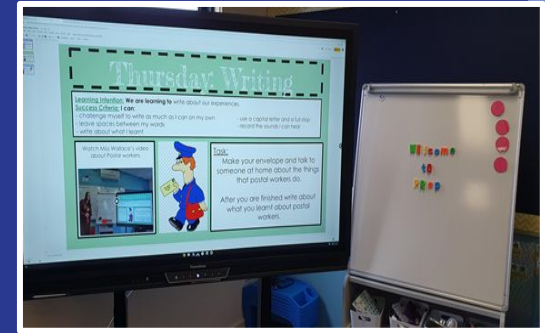 Thursday: Writing
Learning Intention: We are learning to write about our experiences.
Success Criteria: I can:
- challenge myself to write as much as I can on my own
- leave spaces between my words
- write about what I learnt
- use a capital letter and a full stop
- record the sounds I can hear
Watch Miss Wallace's video
about Postal workers.
Task:
Make your envelope and talk to
someone at home about the things
that postal workers do.
After you are finished write about
what you learnt about postal
workers.
Welcome
to
Prep